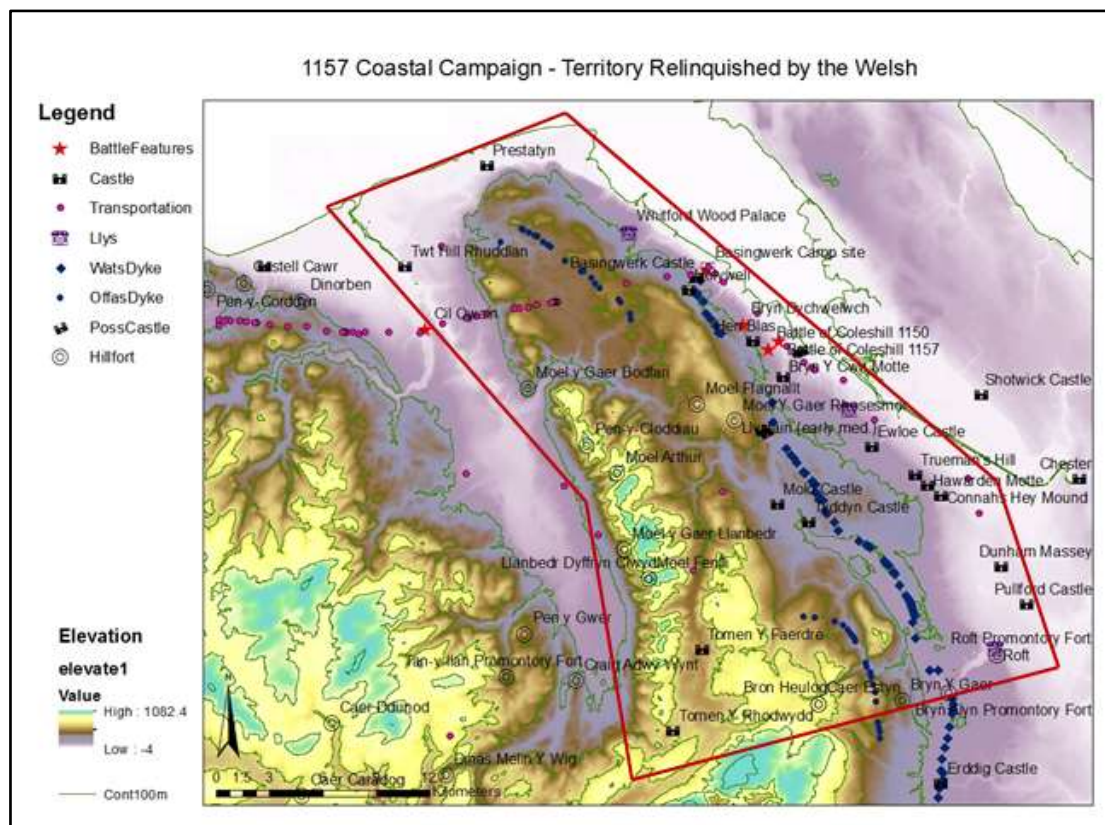 1157 Coastal Campaign - Territory Relinquished by the Welsh
Legend
BattleFeatures
Castle
Transportation
Llys
WatsDyke
OffasDyke
PossCastle
Hillfort
Elevation
elevate1
Value
High : 1082.4
Low : -4
Cont100m
Prestatyn
Whitford Wood Palace
Twt Hill Rhuddlan
Basingwerk Castle
Basingwerk Camp site
Castell Cawr
Dinorben
Pen-y-Corddyn
Cil Owain
Bryn Dychwelwch
Hen Blas
Battle of Coleshill 1150
Battle of Coleshill 1157
Bryn Y Cwr Motte
Moel y Gaer Bodfari
Moel Ffagnallt
Shotwick Castle
Moel Y Gaer Rhosesmor
(early med.)
Ewloe Castle
Pen-y-Cloddiau
Moel Arthur
Trueman's Hill
Chester
Hawarden Motte
Connahs Hey Mound
Mold Castle
Tyddyn Castle
Moel y Gaer Llanbedr
Llanbedr Dyffryn Clwyd
Moel Fenlli
Dunham Massey
Pullford Castle
Pen y Gwer
Tomen Y Faerdre
Roft Promontory Fort
Roft
Tan-y-llan Promontory Fort
Craig Adwy Wynt
Bron Heulog
Caer Estyn
Bryn Y Gaer
Bryn Alyn Promontory Fort
Caer Ddunod
Tomen Y Rhodwydd
Dinas Melin Y Wig
Erddig Castle
Caer Caradog
0 1.5 3 6 9 12
Kilometers